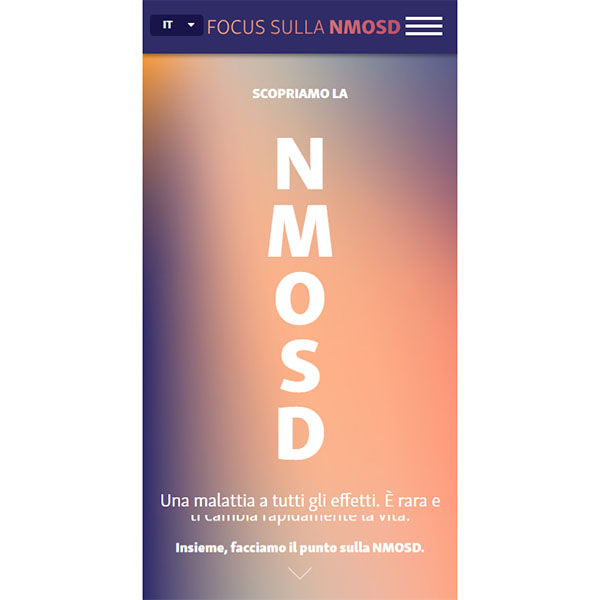 IT
FOCUS SULLA NMOSD
SCOPRIAMO LA
N
M
O
S
D
Una malattia a tutti gli effetti. È rara e
ti cambia rapidamente la vita.
Insieme, facciamo il punto sulla NMOSD.